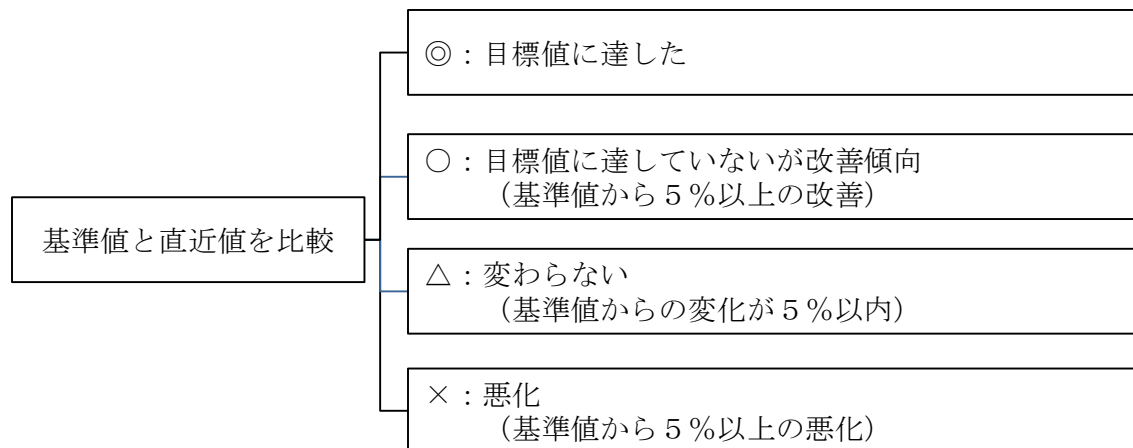 ◎：目標値に達した
○：目標値に達していないが改善傾向
（基準値から５％以上の改善）
基準値と直近値を比較
△：変わらない
（基準値からの変化が５％以内）
×：悪化
（基準値から５％以上の悪化）